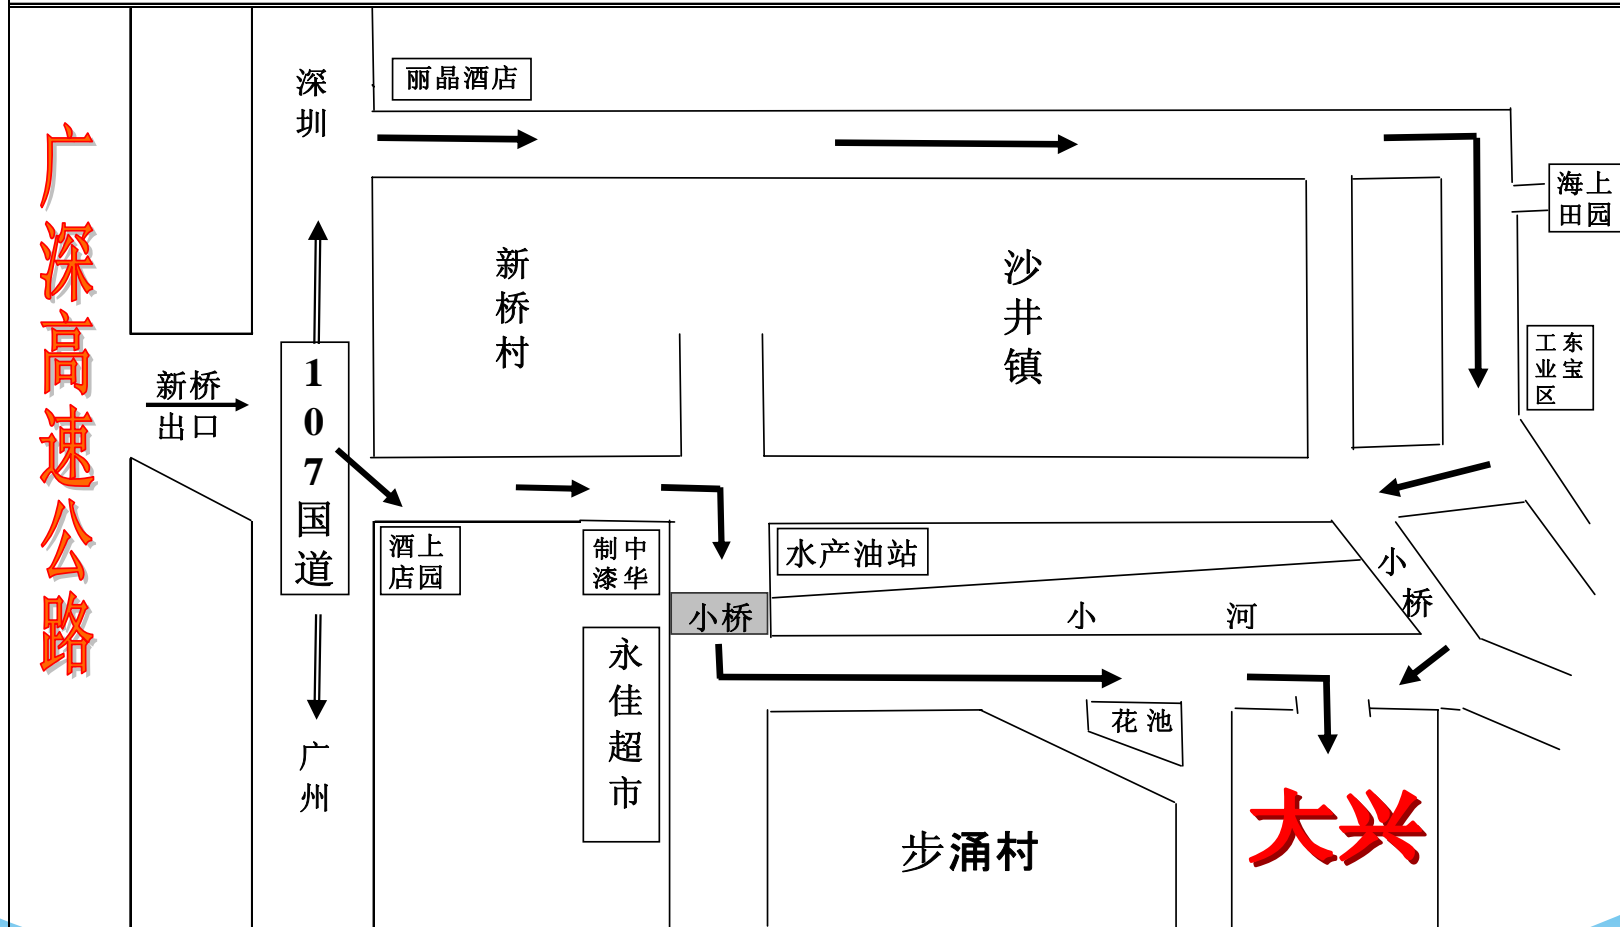 广深高速公路
深圳
丽晶酒店
海上
田园
新桥村
沙井镇
工业区
东宝
新桥
出口
107国道
酒店
上园
制漆
中华
水产油站
小桥
小桥
小河
永佳超市
花池
广州
步涌村
大兴